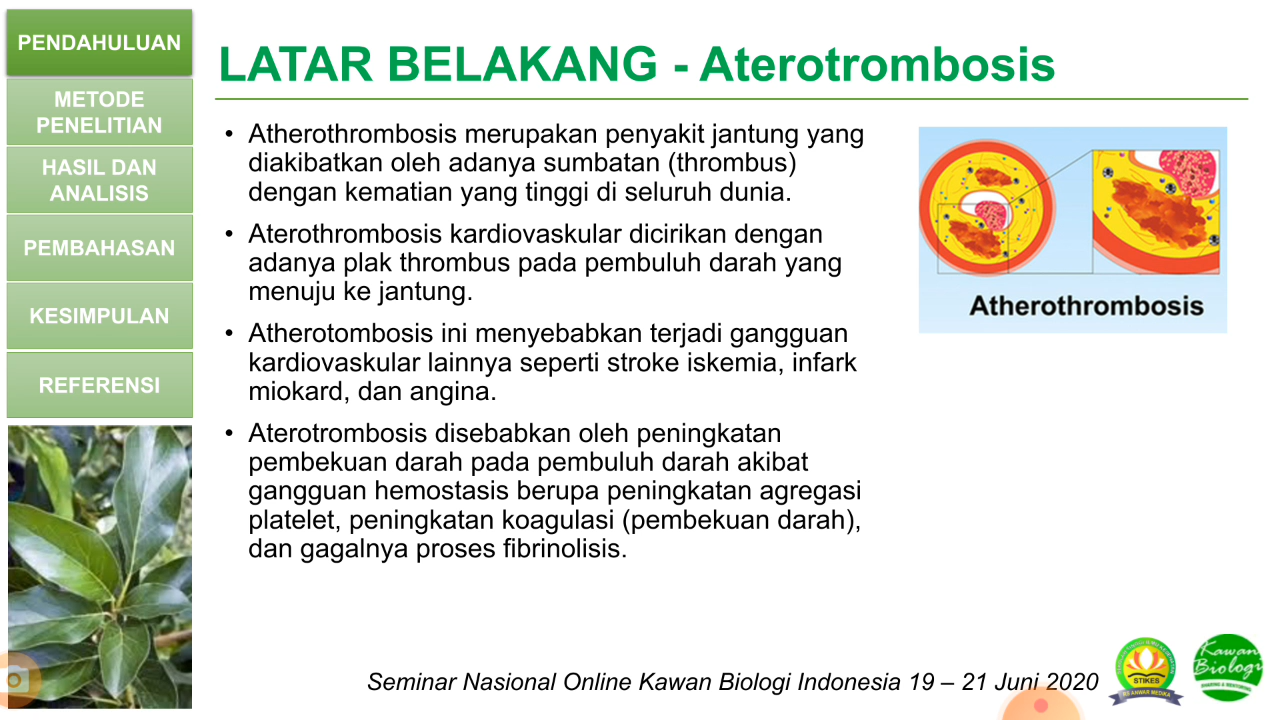 PENDAHULUAN
METODE
PENELITIAN
HASIL DAN
ANALISIS
PEMBAHASAN
KESIMPULAN
REFERENSI
LATAR BELAKANG - Aterotrombosis
• Atherothrombosis merupakan penyakit jantung yang
diakibatkan oleh adanya sumbatan (thrombus)
dengan kematian yang tinggi di seluruh dunia.
• Aterothrombosis kardiovaskular dicirikan dengan
adanya plak thrombus pada pembuluh darah yang
menuju ke jantung.
• Atherotombosis ini menyebabkan terjadi gangguan
kardiovaskular lainnya seperti stroke iskemia, infark
miokard, dan angina.
• Aterotrombosis disebabkan oleh peningkatan
pembekuan darah pada pembuluh darah akibat
gangguan hemostasis berupa peningkatan agregasi
platelet, peningkatan koagulasi (pembekuan darah),
dan gagalnya proses fibrinolisis.
Atherothrombosis
Seminar Nasional Online Kawan Biologi Indonesia 19 – 21 Juni 2020
STIKES
RS ANWAR MEDIKA
Kawan
Biologi